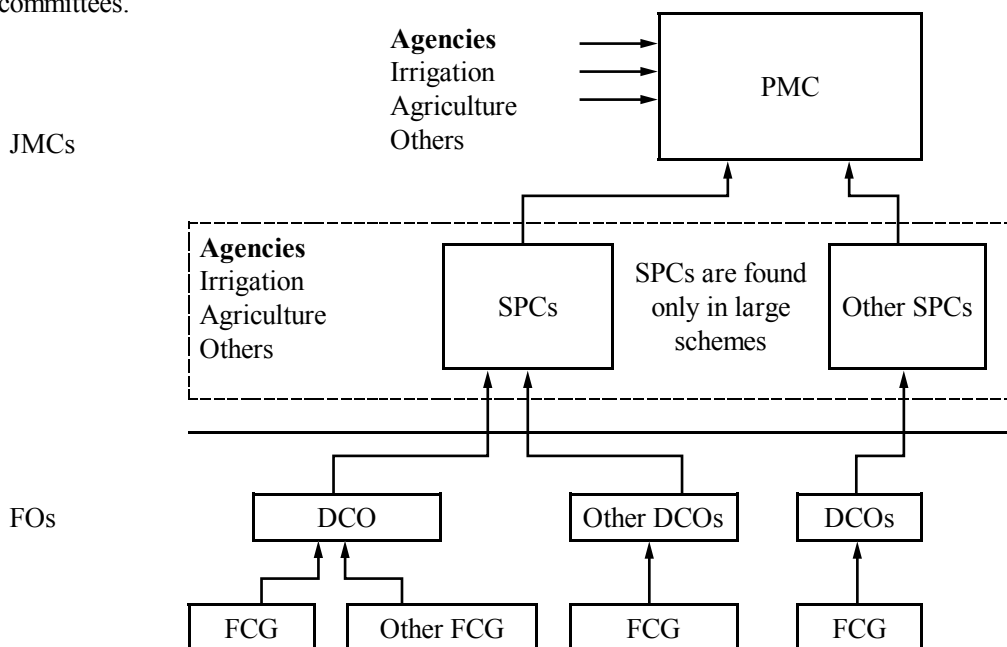 committees.
Agencies
Irrigation
Agriculture
Others
PMC
JMCs
Agencies
Irrigation
Agriculture
Others
SPCs
SPCs are found
only in large
schemes
Other SPCs
FOs
DCO
Other DCOs
DCOs
FCG
Other FCG
FCG
FCG